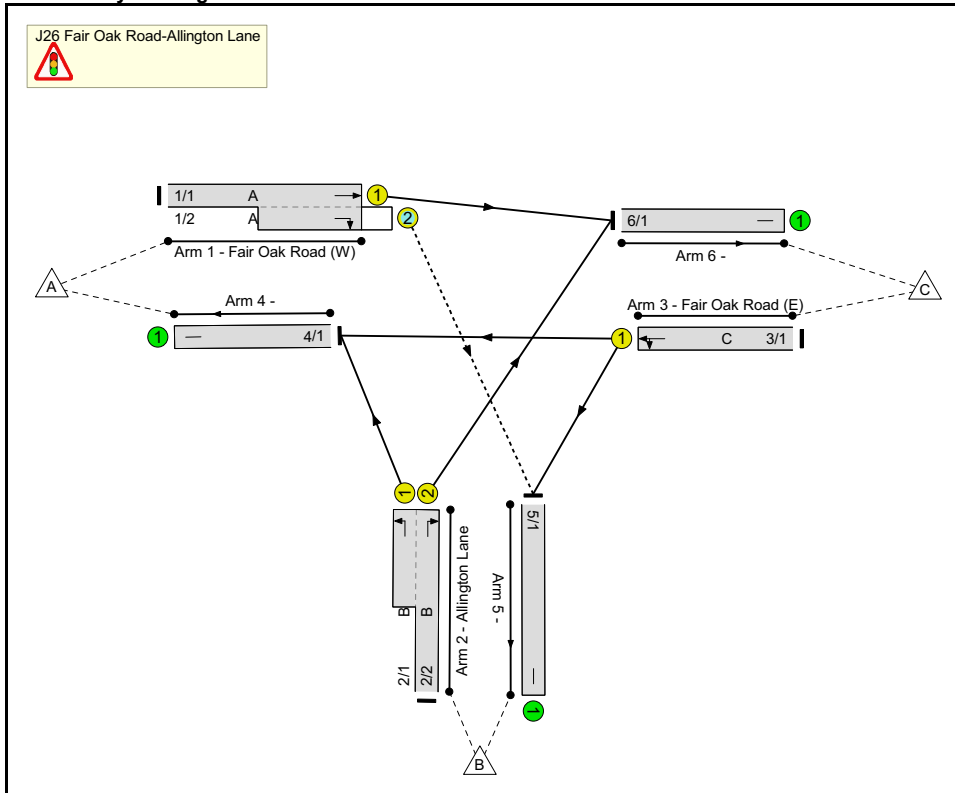 J26 Fair Oak Road-Allington Lane
1/1 A 1
1/2 A 2
Arm 1 - Fair Oak Road (W)
6/1 1
Arm 6 -
A
C
Arm 4 -
Arm 3 - Fair Oak Road (E)
1 4/1
1 C 3/1
1 2
5/1
Arm 2 - Allington Lane
Arm 5 -
B B
2/1 2/2
1
B